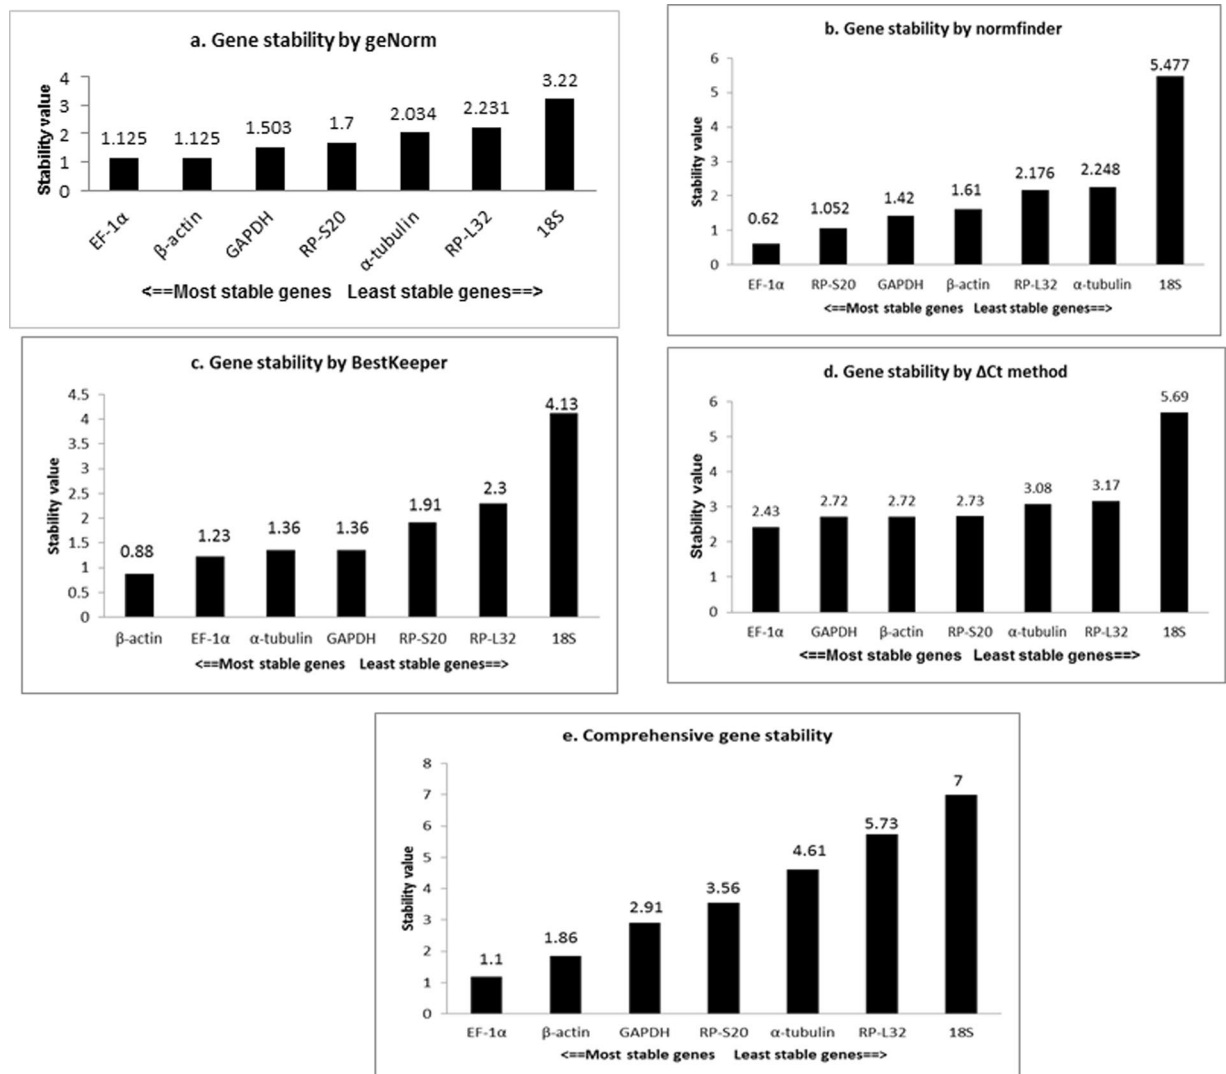 a. Gene stability by geNorm
Stability value
4
3
2
1
0
1.125
1.125
1.503
1.7
2.034
2.231
3.22
EF-1α
β-actin
GAPDH
RP-S20
α-tubulin
RP-L32
18S
<==Most stable genes Least stable genes==>
b. Gene stability by normfinder
Stability value
6
5
4
3
2
1
0
0.62
1.052
1.42
1.61
2.176
2.248
5.477
EF-1α
RP-S20
GAPDH
β-actin
RP-L32
α-tubulin
18S
<==Most stable genes Least stable genes==>
c. Gene stability by BestKeeper
Stability value
4.5
4
3.5
3
2.5
2
1.5
1
0.5
0
0.88
1.23
1.36
1.36
1.91
2.3
4.13
β-actin
EF-1α
α-tubulin
GAPDH
RP-S20
RP-L32
18S
<==Most stable genes Least stable genes==>
d. Gene stability by ΔCt method
Stability value
6
5
4
3
2
1
0
2.43
2.72
2.72
2.73
3.08
3.17
5.69
EF-1α
GAPDH
β-actin
RP-S20
α-tubulin
RP-L32
18S
<==Most stable genes Least stable genes==>
e. Comprehensive gene stability
Stability value
8
7
6
5
4
3
2
1
0
1.1
1.86
2.91
3.56
4.61
5.73
7
EF-1α
β-actin
GAPDH
RP-S20
α-tubulin
RP-L32
18S
<==Most stable genes Least stable genes==>